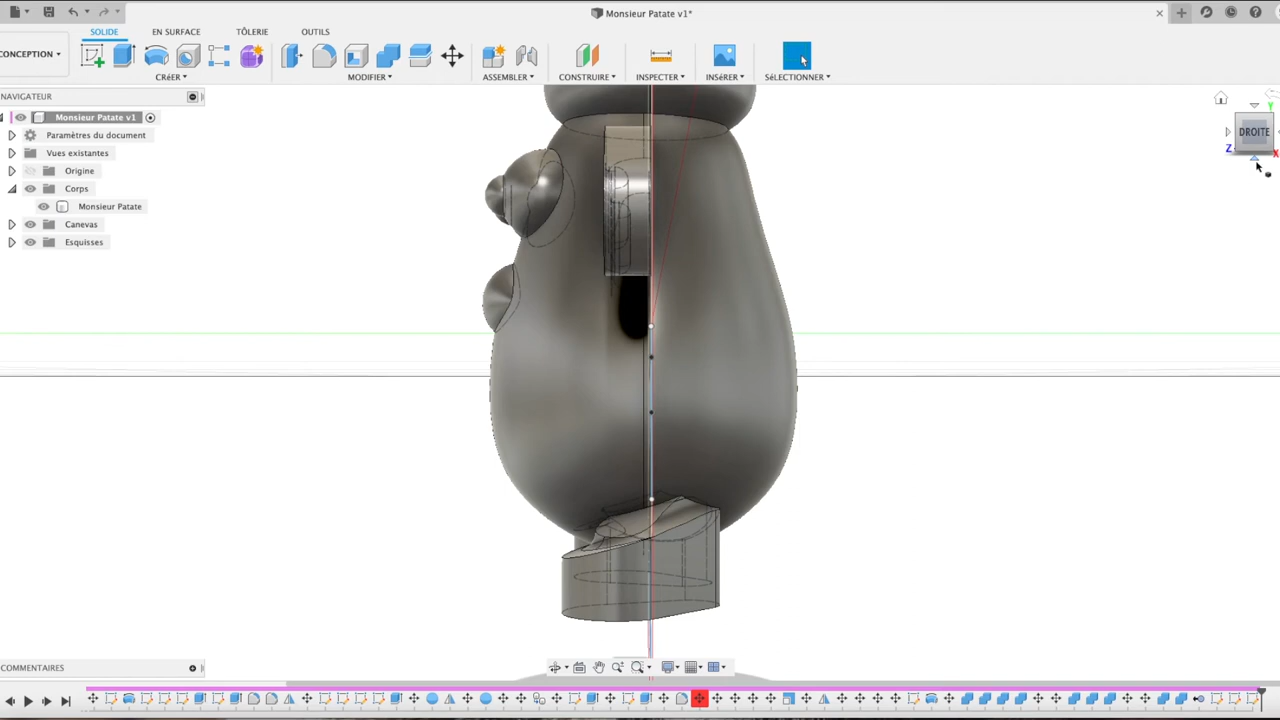 Monsieur Patate v1*
SOLIDE EN SURFACE TÔLERIE OUTILS
CONCEPTION
CRÉER MODIFIER ASSEMBLER CONSTRUIRE INSPECTER INSÉRER SÉLECTIONNER
NAVIGATEUR
Monsieur Patate v1
Paramètres du document
Vues existantes
Origine
Corps
Monsieur Patate
Canevas
Esquisses
Y
DROITE
Z
X
COMMENTAIRES